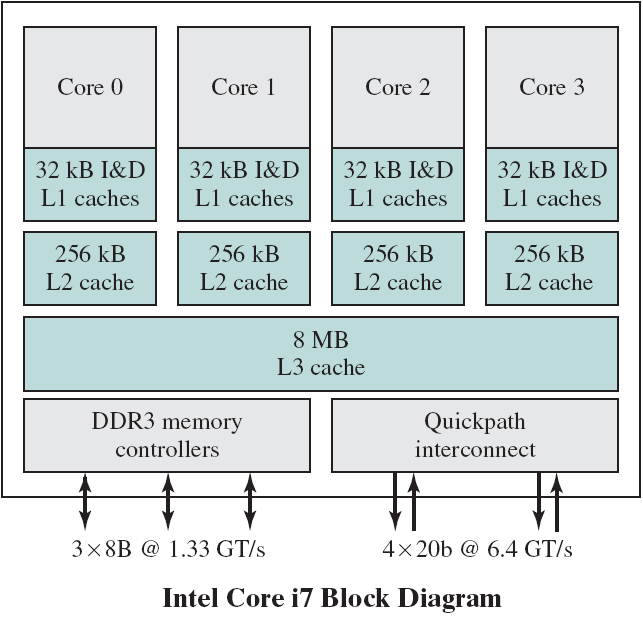 Core 0
Core 1
Core 2
Core 3
32 kB I&D
L1 caches
32 kB I&D
L1 caches
32 kB I&D
L1 caches
32 kB I&D
L1 caches
256 kB
L2 cache
256 kB
L2 cache
256 kB
L2 cache
256 kB
L2 cache
8 MB
L3 cache
DDR3 memory
controllers
Quickpath
interconnect
3×8B @ 1.33 GT/s
4×20b @ 6.4 GT/s
Intel Core i7 Block Diagram